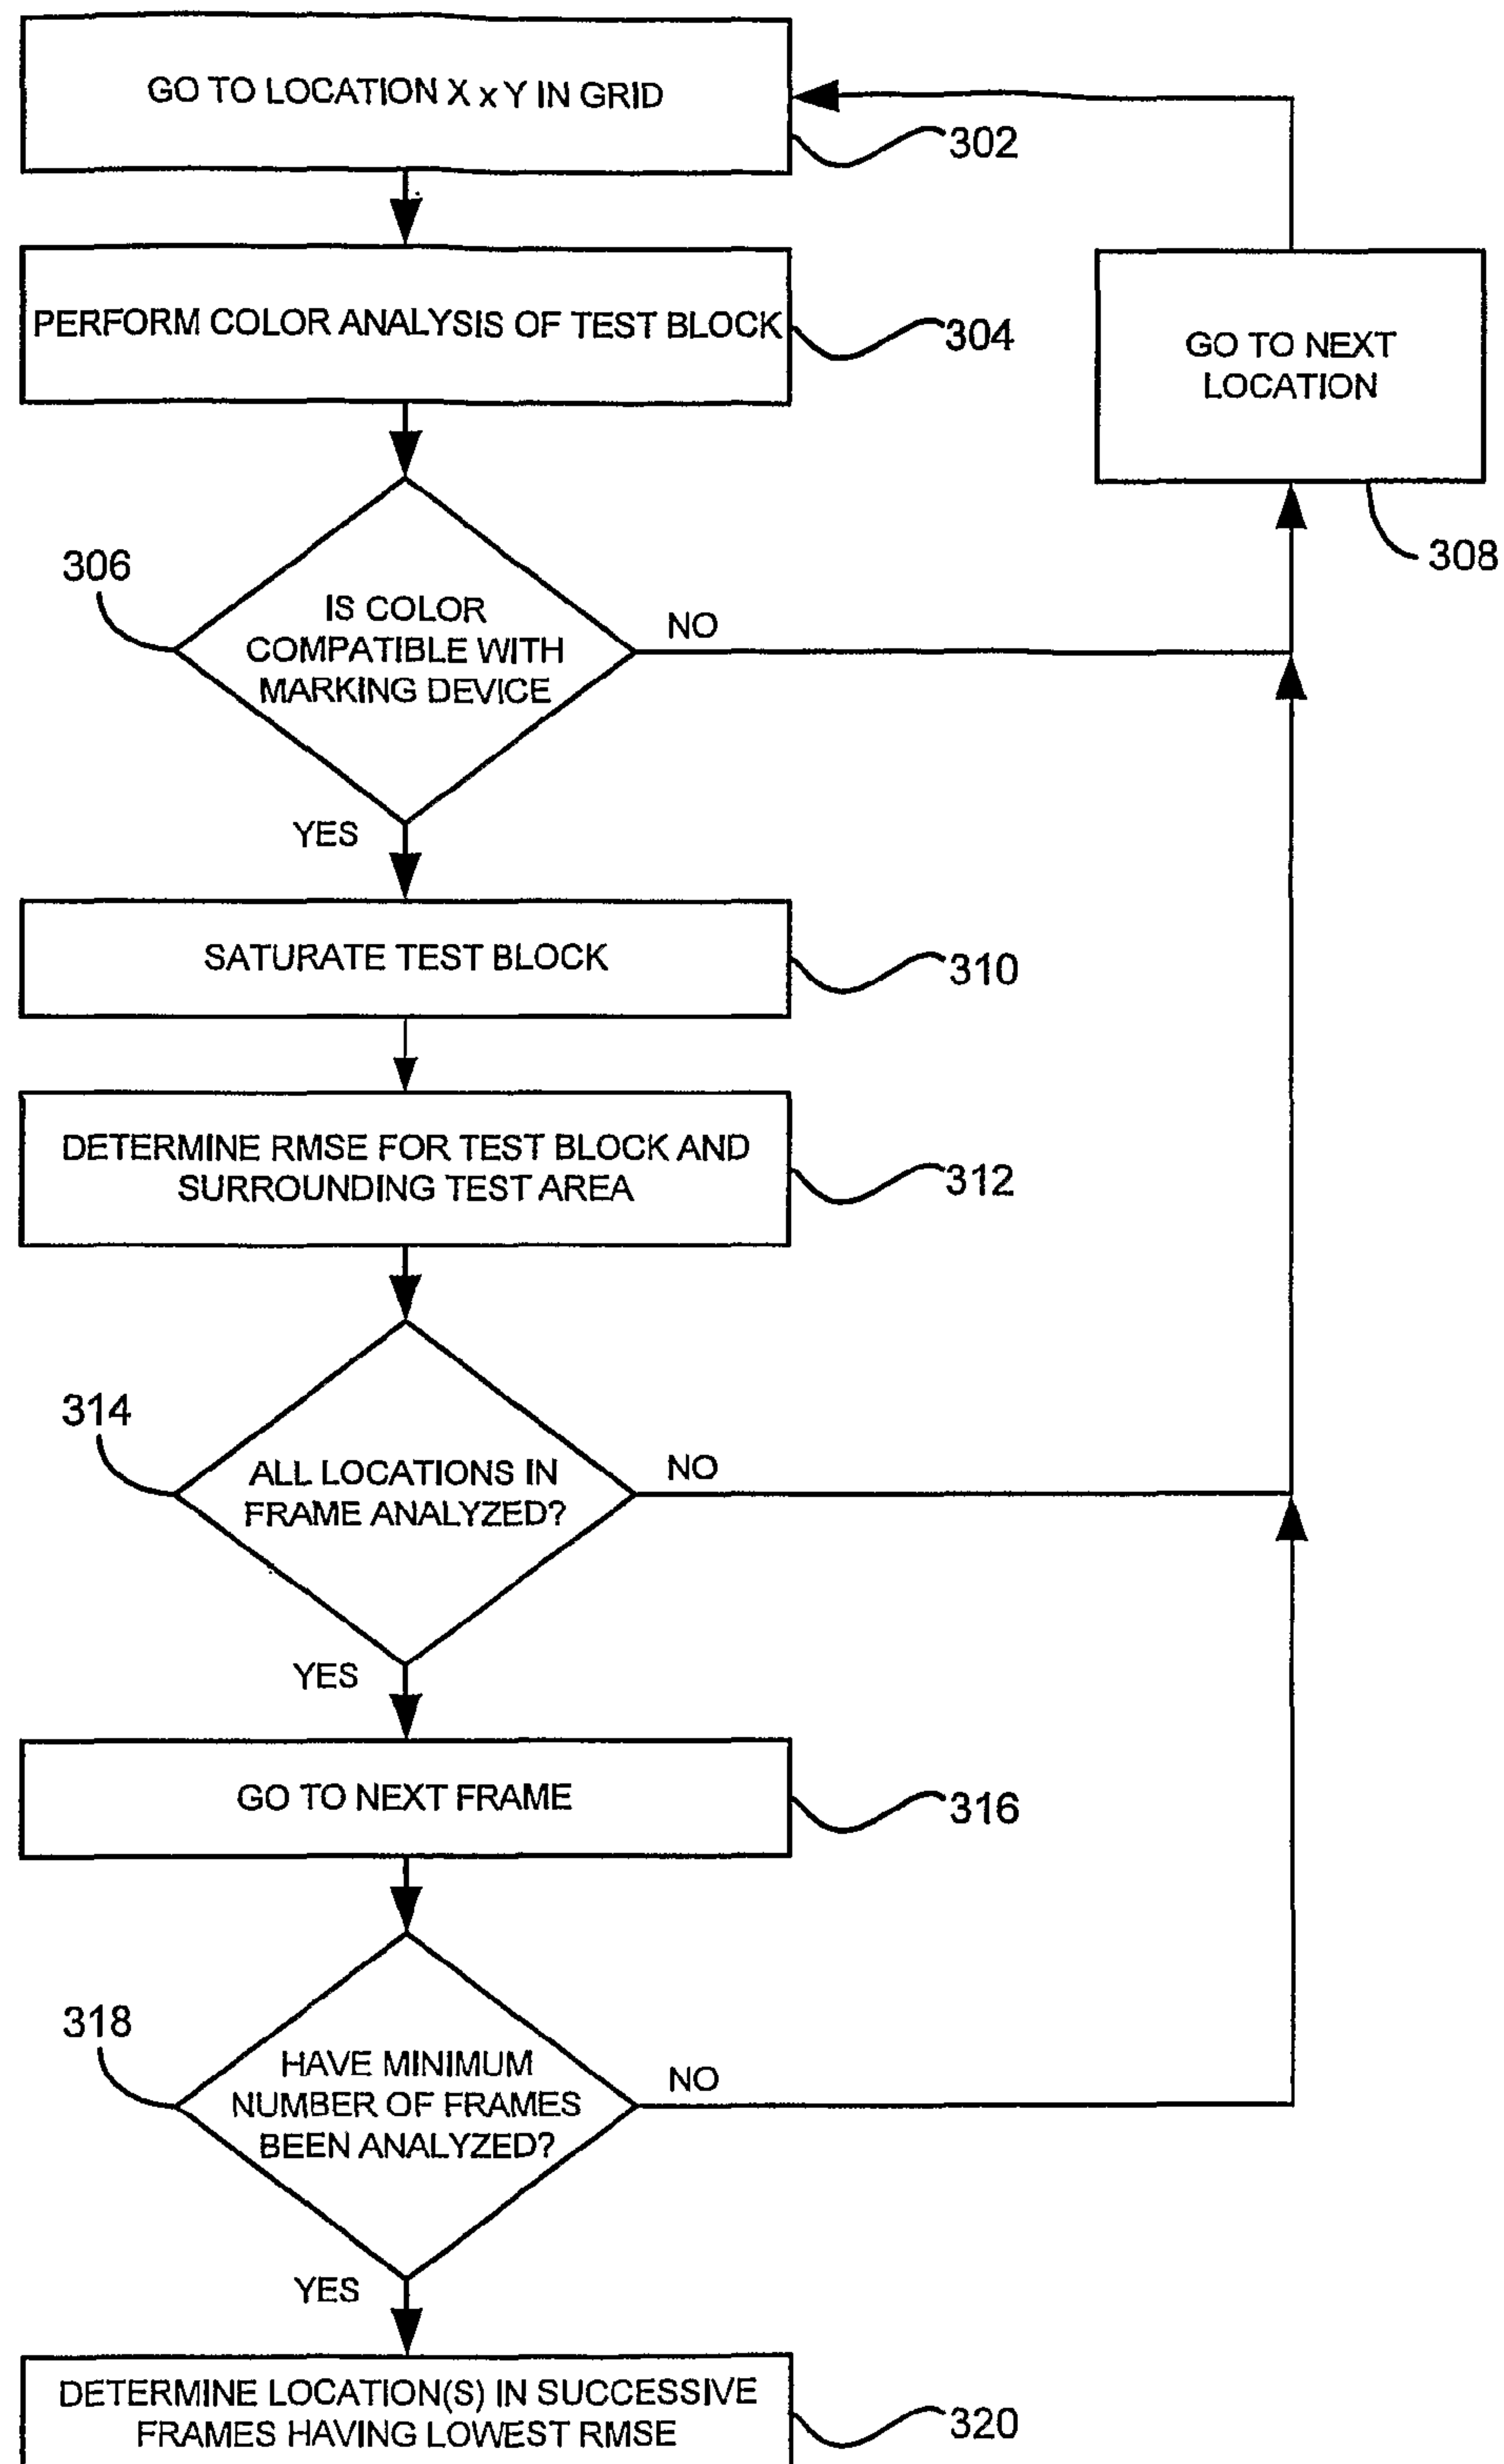 GO TO LOCATION X x Y IN GRID
302
PERFORM COLOR ANALYSIS OF TEST BLOCK
304
GO TO NEXT
LOCATION
308
306
IS COLOR
COMPATIBLE WITH
MARKING DEVICE
NO
YES
SATURATE TEST BLOCK
310
DETERMINE RMSE FOR TEST BLOCK AND
SURROUNDING TEST AREA
312
314
ALL LOCATIONS IN
FRAME ANALYZED?
NO
YES
GO TO NEXT FRAME
316
318
HAVE MINIMUM
NUMBER OF FRAMES
BEEN ANALYZED?
NO
YES
DETERMINE LOCATION(S) IN SUCCESSIVE
FRAMES HAVING LOWEST RMSE
320